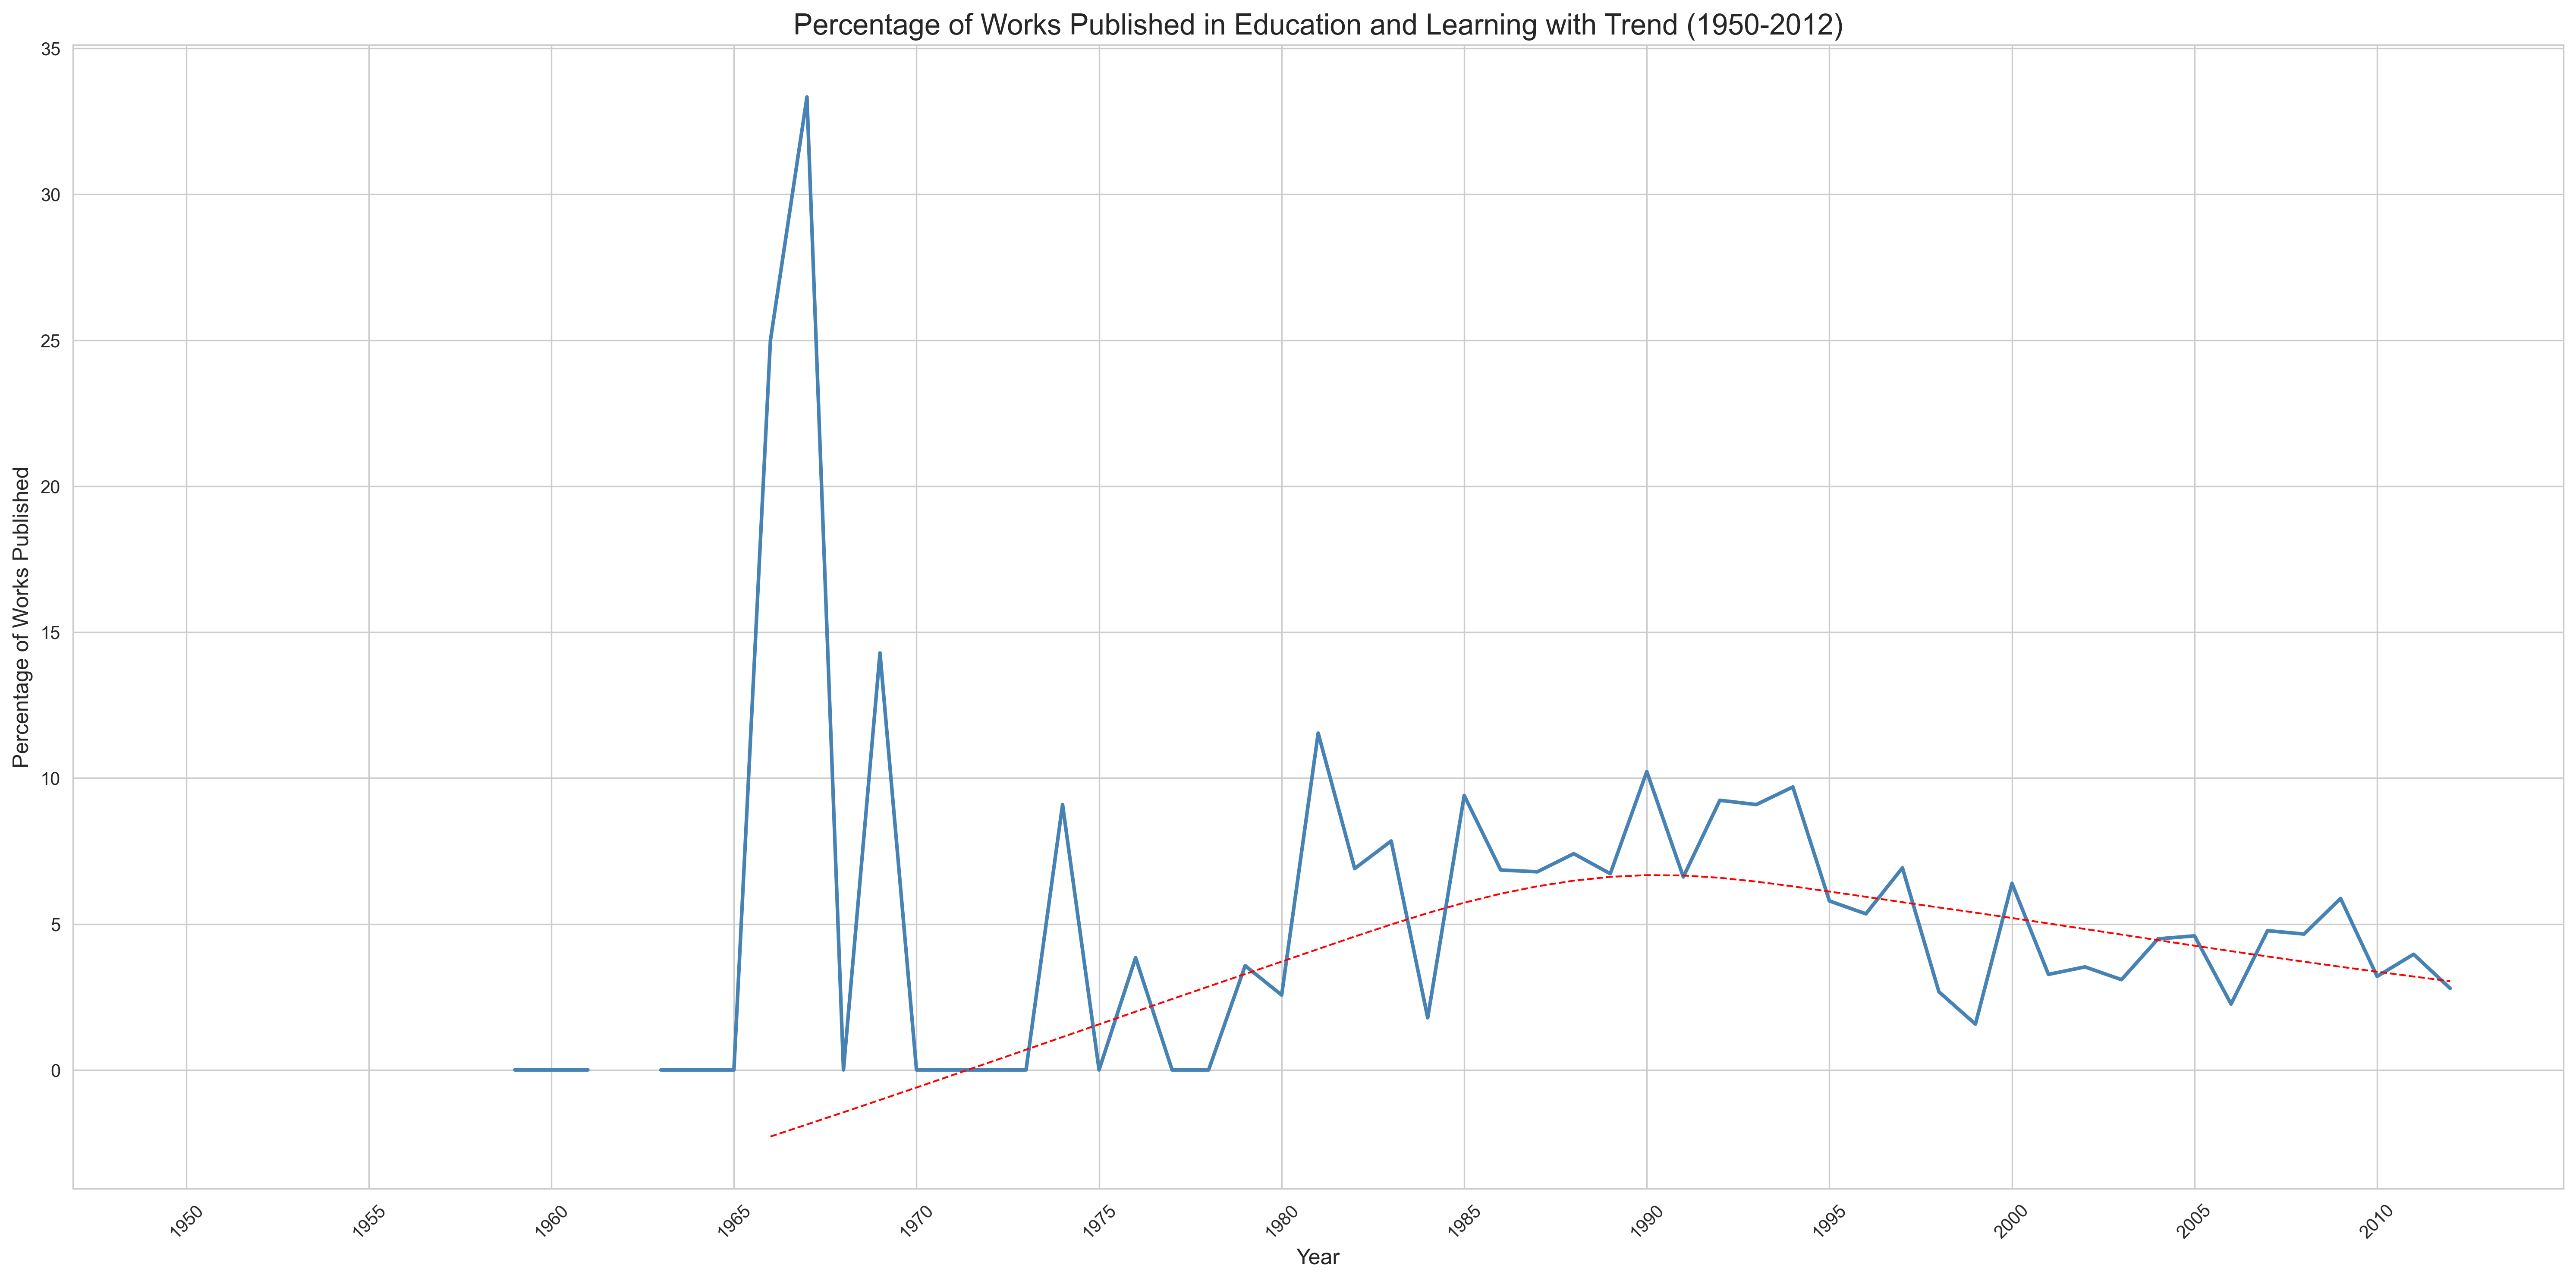 Percentage of Works Published in Education and Learning with Trend (1950-2012)
35
30
25
20
15
10
5
0
Percentage of Works Published
1950 1955 1960 1965 1970 1975 1980 1985 1990 1995 2000 2005 2010
Year